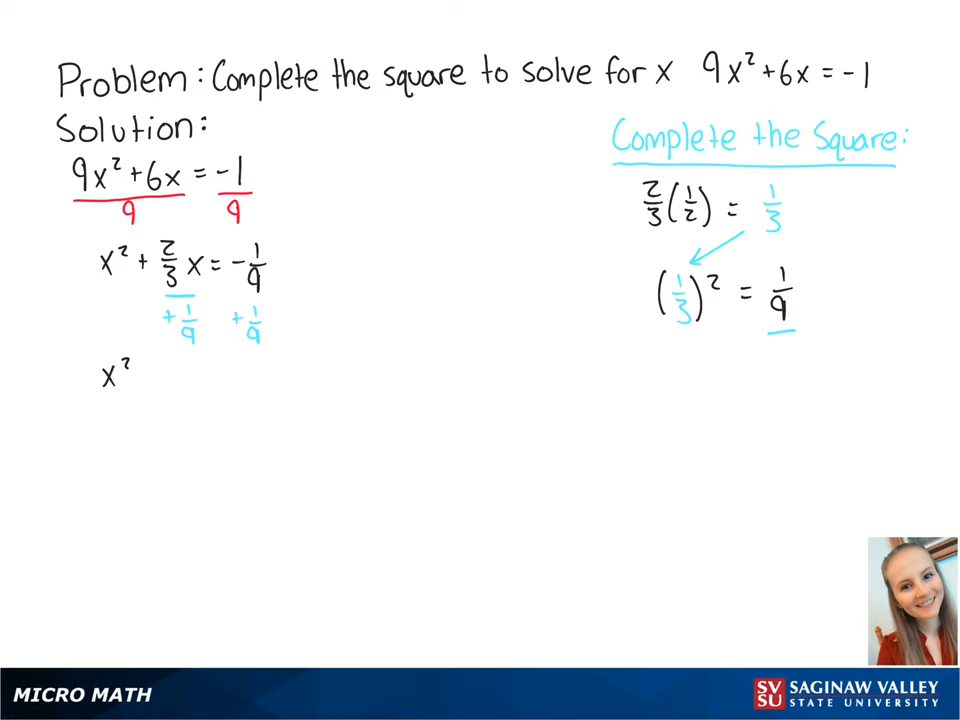 Problem: Complete the square to solve for x 9x² + 6x = -1
Solution:
9x² + 6x = -1
9 9
x² + 2/3 x = -1/9
+1/9 +1/9
x²
Complete the Square:
2/3 (1/2) = 1/3
(1/3)² = 1/9
MICRO MATH
SV SU SAGINAW VALLEY
STATE UNIVERSITY